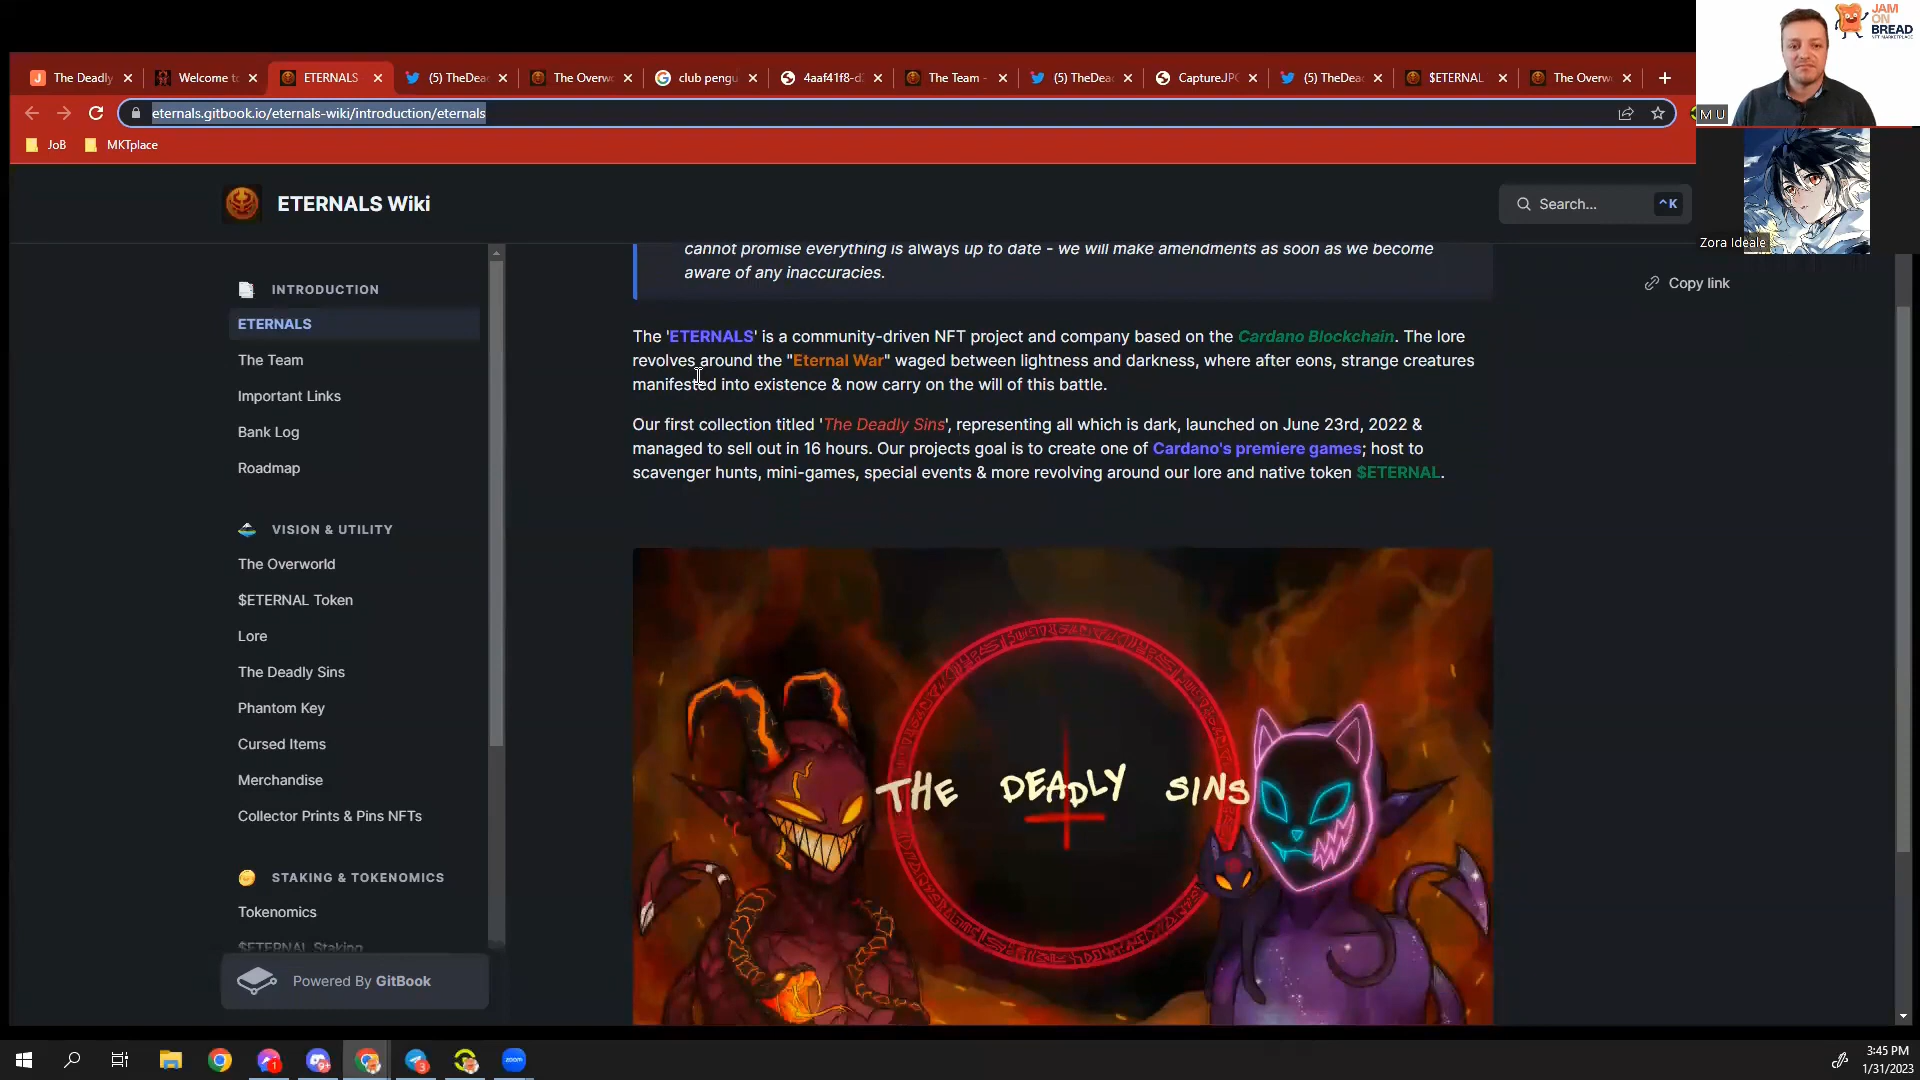 The Deadly
Welcome to
ETERNALS
(5) TheDea
The Overw
club pengu
4aaf41f8-d
The Team -
(5) TheDea
CaptureJPG
(5) TheDea
$ETERNAL
The Overw
eternals.gitbook.io/eternals-wiki/introduction/eternals
JoB
MKTplace
JAM
ON
BREAD
NFT MARKETPLACE
M U
Zora Ideale
ETERNALS Wiki
Search...
^K
INTRODUCTION
ETERNALS
The Team
Important Links
Bank Log
Roadmap
VISION & UTILITY
The Overworld
$ETERNAL Token
Lore
The Deadly Sins
Phantom Key
Cursed Items
Merchandise
Collector Prints & Pins NFTs
STAKING & TOKENOMICS
Tokenomics
$ETERNAL Staking
Powered By GitBook
cannot promise everything is always up to date - we will make amendments as soon as we become
aware of any inaccuracies.
The 'ETERNALS' is a community-driven NFT project and company based on the Cardano Blockchain. The lore
revolves around the "Eternal War" waged between lightness and darkness, where after eons, strange creatures
manifested into existence & now carry on the will of this battle.
Our first collection titled 'The Deadly Sins', representing all which is dark, launched on June 23rd, 2022 &
managed to sell out in 16 hours. Our projects goal is to create one of Cardano's premiere games; host to
scavenger hunts, mini-games, special events & more revolving around our lore and native token $ETERNAL.
THE DEADLY SINS
Copy link
1
9+
3
zoom
3:45 PM
1/31/2023